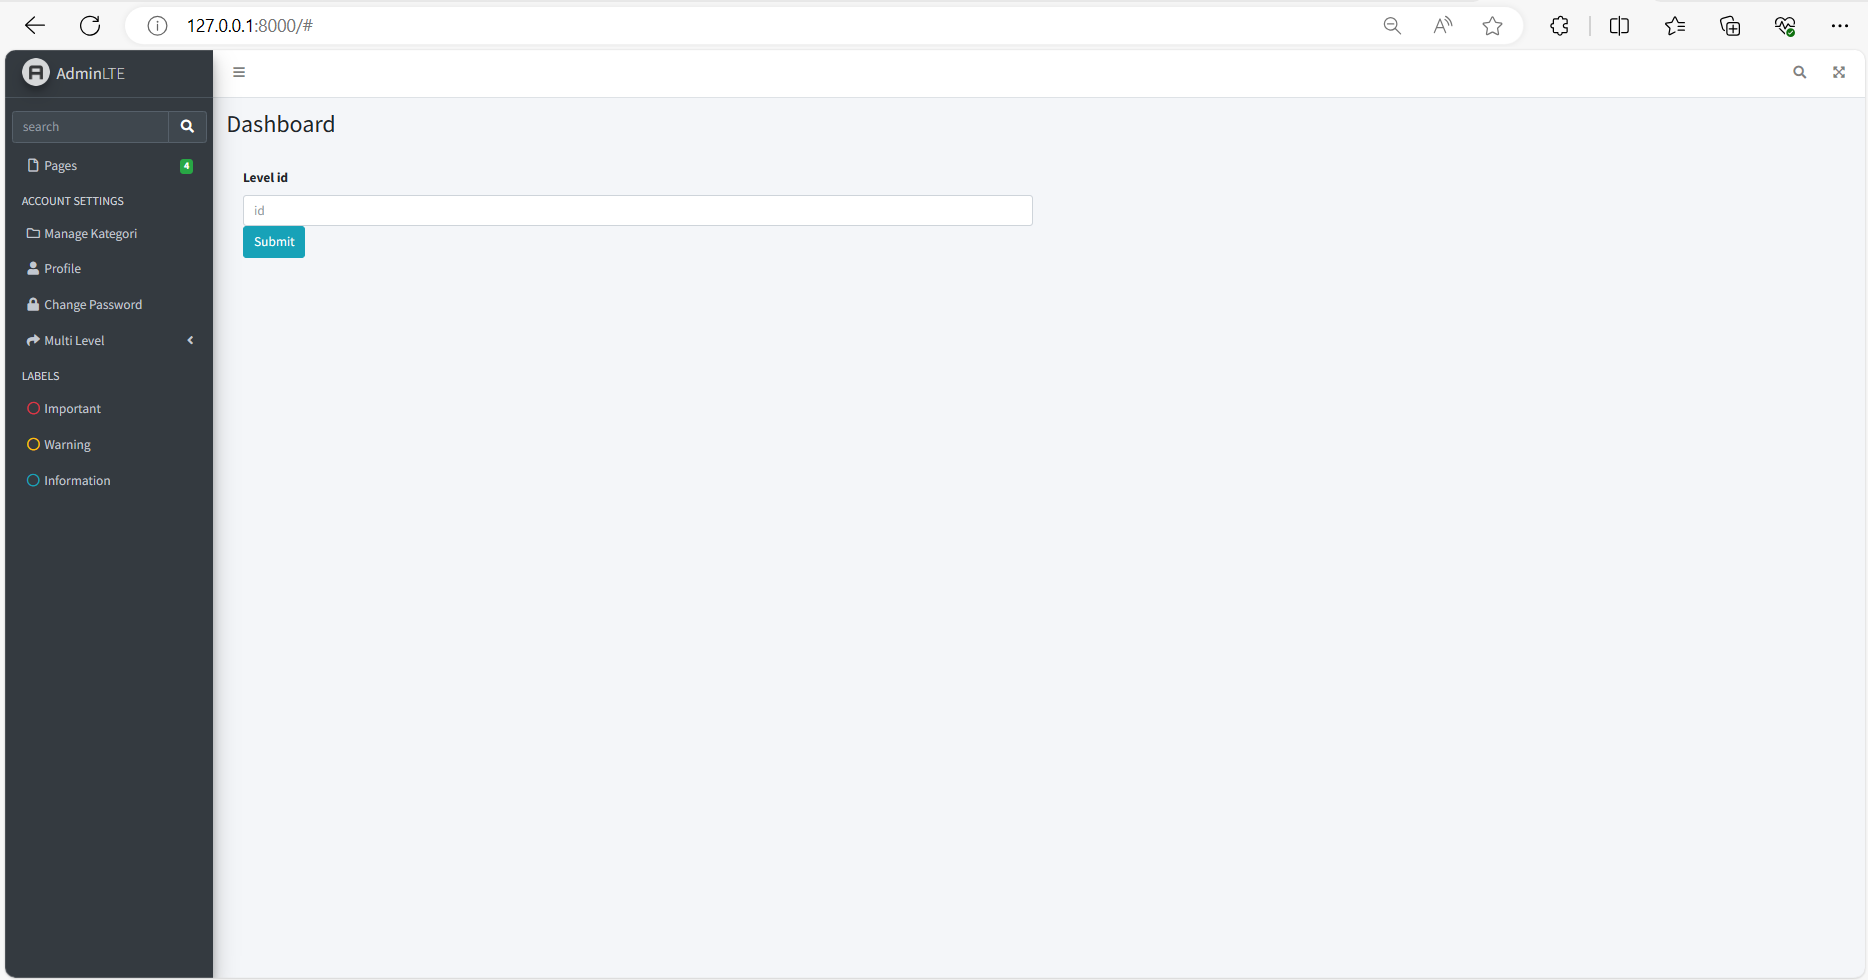 127.0.0.1:8000/#
AdminLTE
search
Pages
4
ACCOUNT SETTINGS
Manage Kategori
Profile
Change Password
Multi Level
LABELS
Important
Warning
Information
Dashboard
Level id
id
Submit